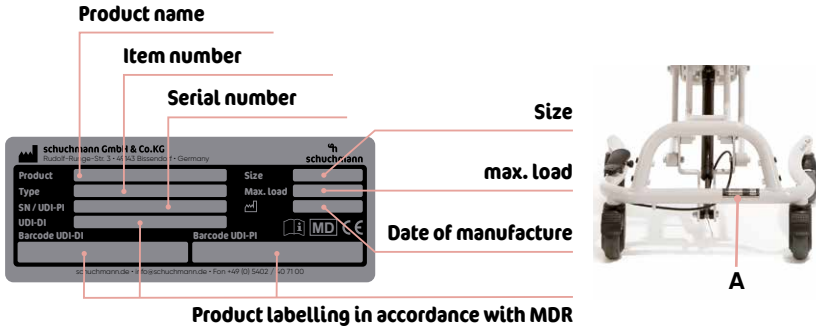 Product name
Item number
Serial number
Size
max. load
Date of manufacture
schuchmann GmbH & Co.KG
Rudolf-Runge-Str. 3 • 49143 Bissendorf • Germany
schuchmann
Product
Size
Type
Max. load
SN / UDI-PI
UDI-DI
MD
Barcode UDI-DI
Barcode UDI-PI
schuchmann.de • info@schuchmann.de • Fon +49 (0) 5402 / 40 71 00
A
Product labelling in accordance with MDR